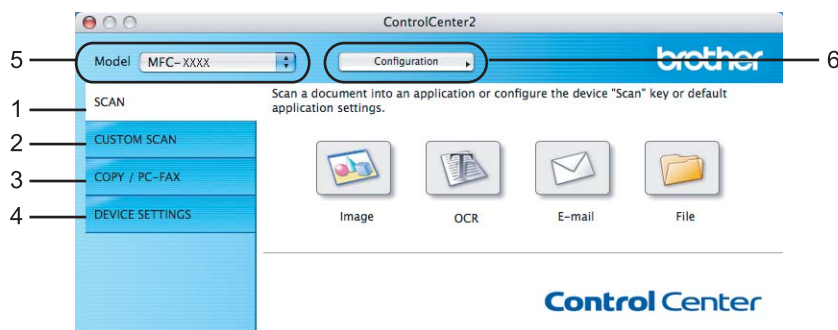 ControlCenter2
5 Model MFC-XXXX Configuration brother 6
1 SCAN
Scan a document into an application or configure the device "Scan" key or default
application settings.
2 CUSTOM SCAN
3 COPY / PC-FAX
4 DEVICE SETTINGS
Image OCR E-mail File
Control Center